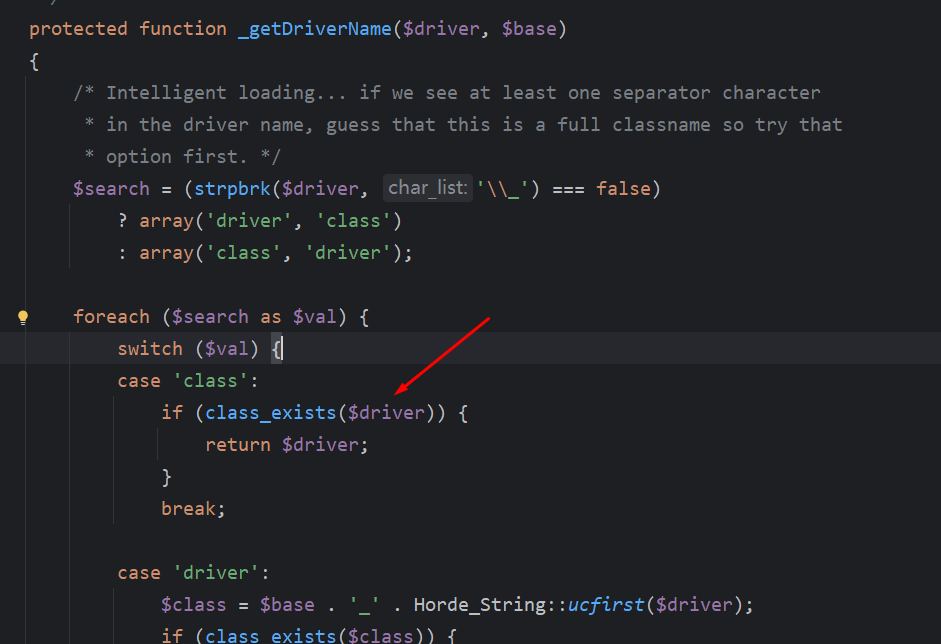 */
protected function _getDriverName($driver, $base)
{
/* Intelligent loading... if we see at least one separator character
* in the driver name, guess that this is a full classname so try that
* option first. */
$search = (strpbrk($driver, char_list: '\\_') === false)
? array('driver', 'class')
: array('class', 'driver');
foreach ($search as $val) {
switch ($val) {
case 'class':
if (class_exists($driver)) {
return $driver;
}
break;
case 'driver':
$class = $base . '_' . Horde_String::ucfirst($driver);
if (class_exists($class)) {